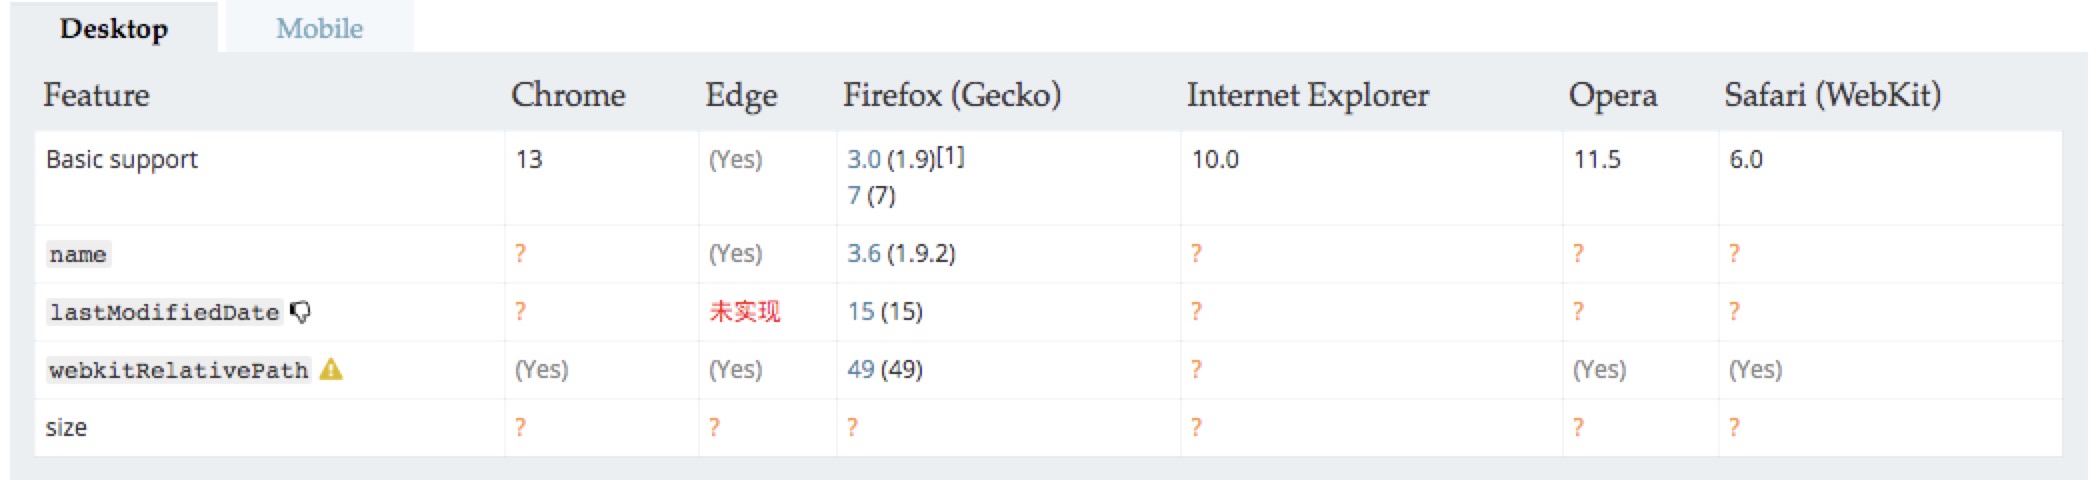 Desktop Mobile
Feature Chrome Edge Firefox (Gecko) Internet Explorer Opera Safari (WebKit)
Basic support 13 (Yes) 3.0 (1.9)[1] 10.0 11.5 6.0
7 (7)
name ? (Yes) 3.6 (1.9.2) ? ? ?
lastModifiedDate ? 未实现 15 (15) ? ? ?
webkitRelativePath (Yes) (Yes) 49 (49) ? (Yes) (Yes)
size ? ? ? ? ? ?